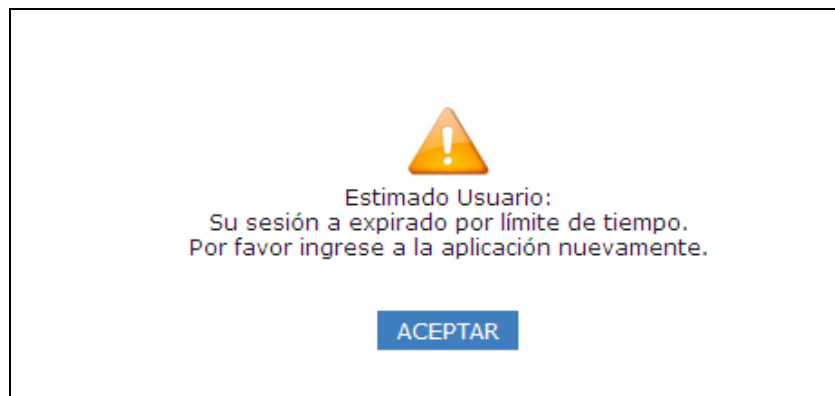 Estimado Usuario:
Su sesión a expirado por límite de tiempo.
Por favor ingrese a la aplicación nuevamente.
ACEPTAR